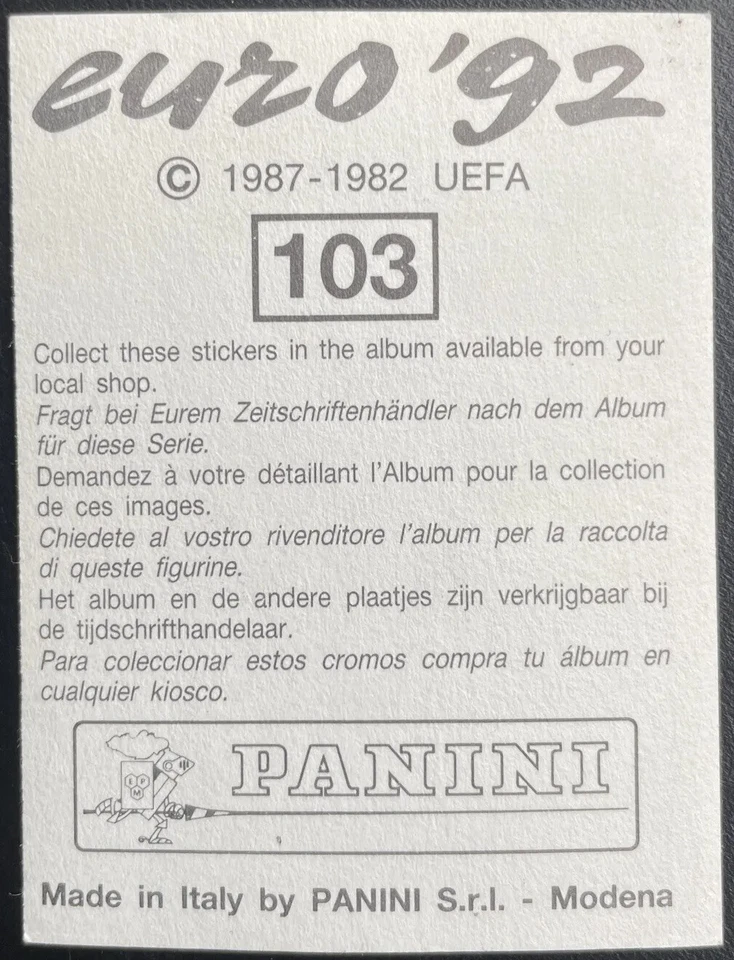 euro '92
© 1987-1982 UEFA
103
Collect these stickers in the album available from your
local shop.
Fragt bei Eurem Zeitschriftenhändler nach dem Album
für diese Serie.
Demandez à votre détaillant l'Album pour la collection
de ces images.
Chiedete al vostro rivenditore l'album per la raccolta
di queste figurine.
Het album en de andere plaatjes zijn verkrijgbaar bij
de tijdschrifthandelaar.
Para coleccionar estos cromos compra tu álbum en
cualquier kiosco.
EPM
PANINI
Made in Italy by PANINI S.r.l. - Modena